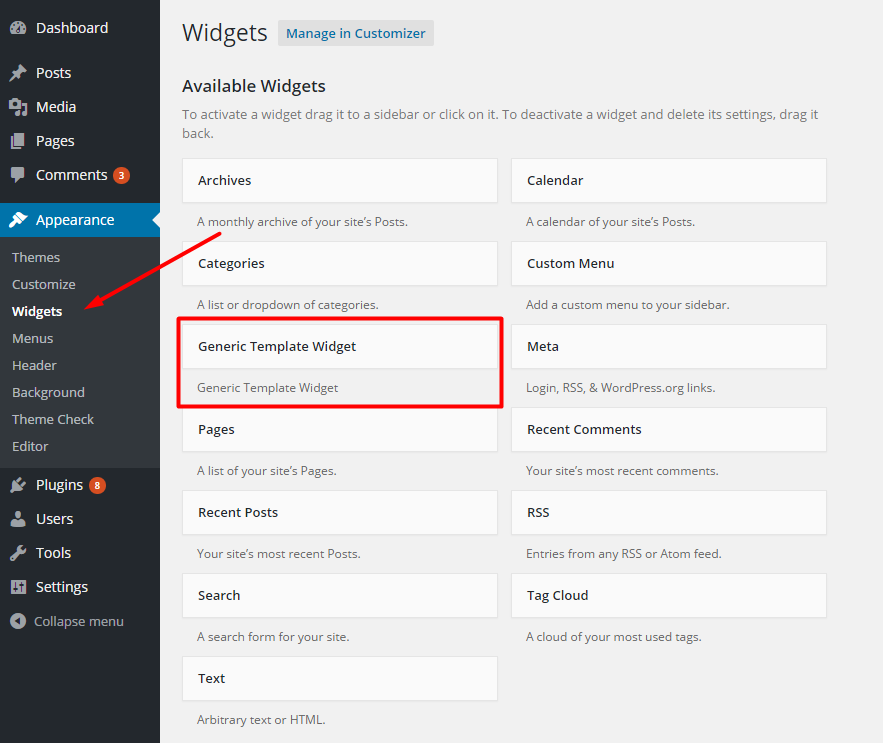 Dashboard
Posts
Media
Pages
Comments 3
Appearance
Themes
Customize
Widgets
Menus
Header
Background
Theme Check
Editor
Plugins 8
Users
Tools
Settings
Collapse menu
Widgets Manage in Customizer
Available Widgets
To activate a widget drag it to a sidebar or click on it. To deactivate a widget and delete its settings, drag it
back.
Archives
A monthly archive of your site’s Posts.
Calendar
A calendar of your site’s Posts.
Categories
A list or dropdown of categories.
Custom Menu
Add a custom menu to your sidebar.
Generic Template Widget
Generic Template Widget
Meta
Login, RSS, & WordPress.org links.
Pages
A list of your site’s Pages.
Recent Comments
Your site’s most recent comments.
Recent Posts
Your site’s most recent Posts.
RSS
Entries from any RSS or Atom feed.
Search
A search form for your site.
Tag Cloud
A cloud of your most used tags.
Text
Arbitrary text or HTML.